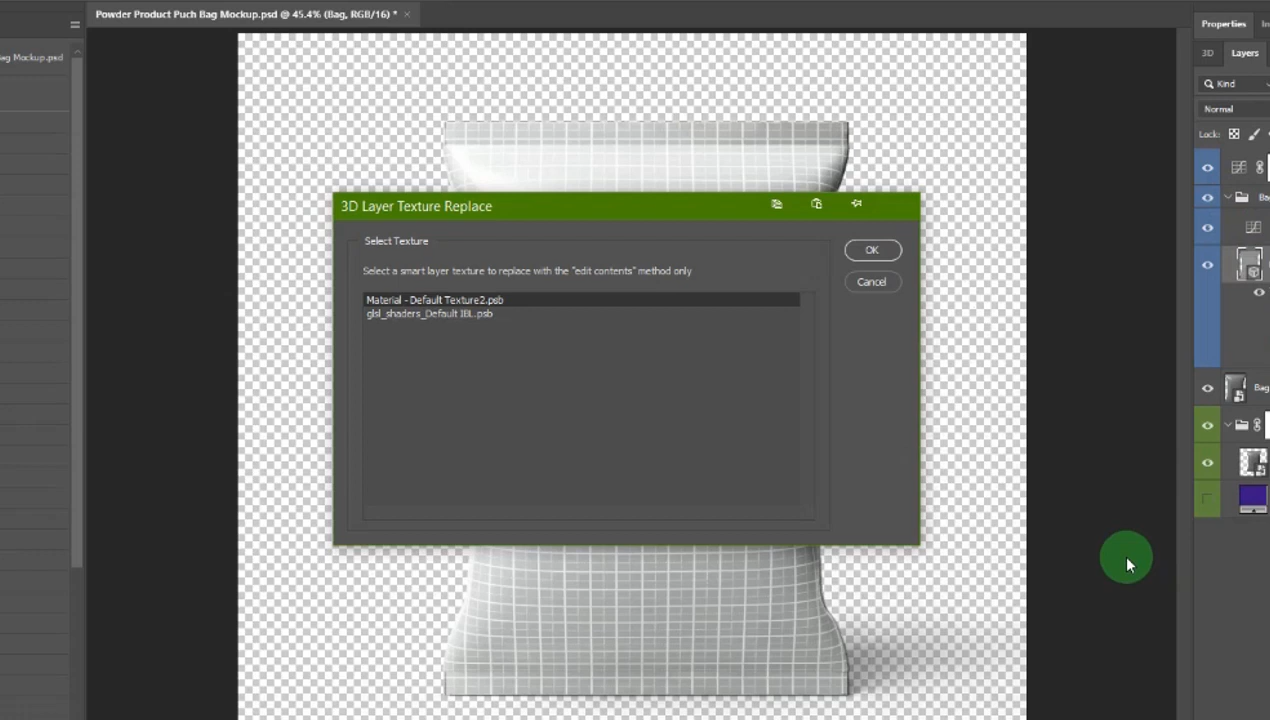 Powder Product Puch Bag Mockup.psd @ 45.4% (Bag, RGB/16) *
Properties
ag Mockup.psd
3D
Layers
Kind
Normal
Lock:
3D Layer Texture Replace
Select Texture
OK
Select a smart layer texture to replace with the "edit contents" method only
Cancel
Material - Default Texture2.psb
glsl_shaders_Default IBL.psb
Bag